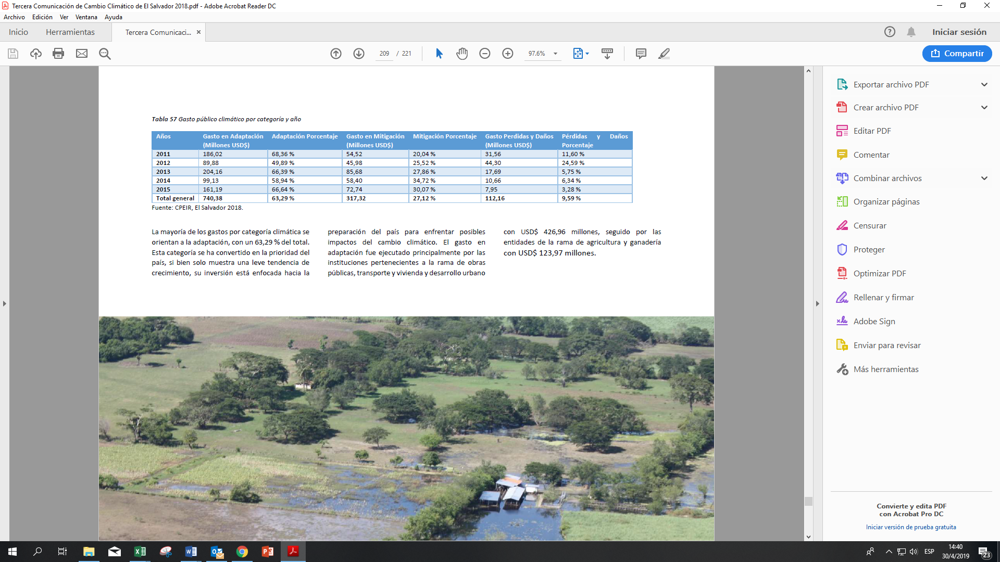 Tercera Comunicación de Cambio Climático de El Salvador 2018.pdf - Adobe Acrobat Reader DC
Archivo Edición Ver Ventana Ayuda
Inicio Herramientas Tercera Comunicaci... Iniciar sesión
209 / 221 97.6% Compartir
Tabla 57 Gasto público climático por categoría y año
Años Gasto en Adaptación (Millones USD$) Adaptación Porcentaje Gasto en Mitigación (Millones USD$) Mitigación Porcentaje Gasto Perdidas y Daños (Millones USD$) Pérdidas y Daños Porcentaje
2011 186,02 68,36 % 54,52 20,04 % 31,56 11,60 %
2012 89,88 49,89 % 45,98 25,52 % 44,30 24,59 %
2013 204,16 66,39 % 85,68 27,86 % 17,69 5,75 %
2014 99,13 58,94 % 58,40 34,72 % 10,66 6,34 %
2015 161,19 66,64 % 72,74 30,07 % 7,95 3,28 %
Total general 740,38 63,29 % 317,32 27,12 % 112,16 9,59 %
Fuente: CPEIR, El Salvador 2018.
La mayoría de los gastos por categoría climática se
orientan a la adaptación, con un 63,29 % del total.
Esta categoría se ha convertido en la prioridad del
país, si bien solo muestra una leve tendencia de
crecimiento, su inversión está enfocada hacia la
preparación del país para enfrentar posibles
impactos del cambio climático. El gasto en
adaptación fue ejecutado principalmente por las
instituciones pertenecientes a la rama de obras
públicas, transporte y vivienda y desarrollo urbano
con USD$ 426,96 millones, seguido por las
entidades de la rama de agricultura y ganadería
con USD$ 123,97 millones.
Exportar archivo PDF
Crear archivo PDF
Editar PDF
Comentar
Combinar archivos
Organizar páginas
Censurar
Proteger
Optimizar PDF
Rellenar y firmar
Adobe Sign
Enviar para revisar
Más herramientas
Convierte y edita PDF
con Acrobat Pro DC
Iniciar versión de prueba gratuita
ESP
14:40
30/4/2019
23